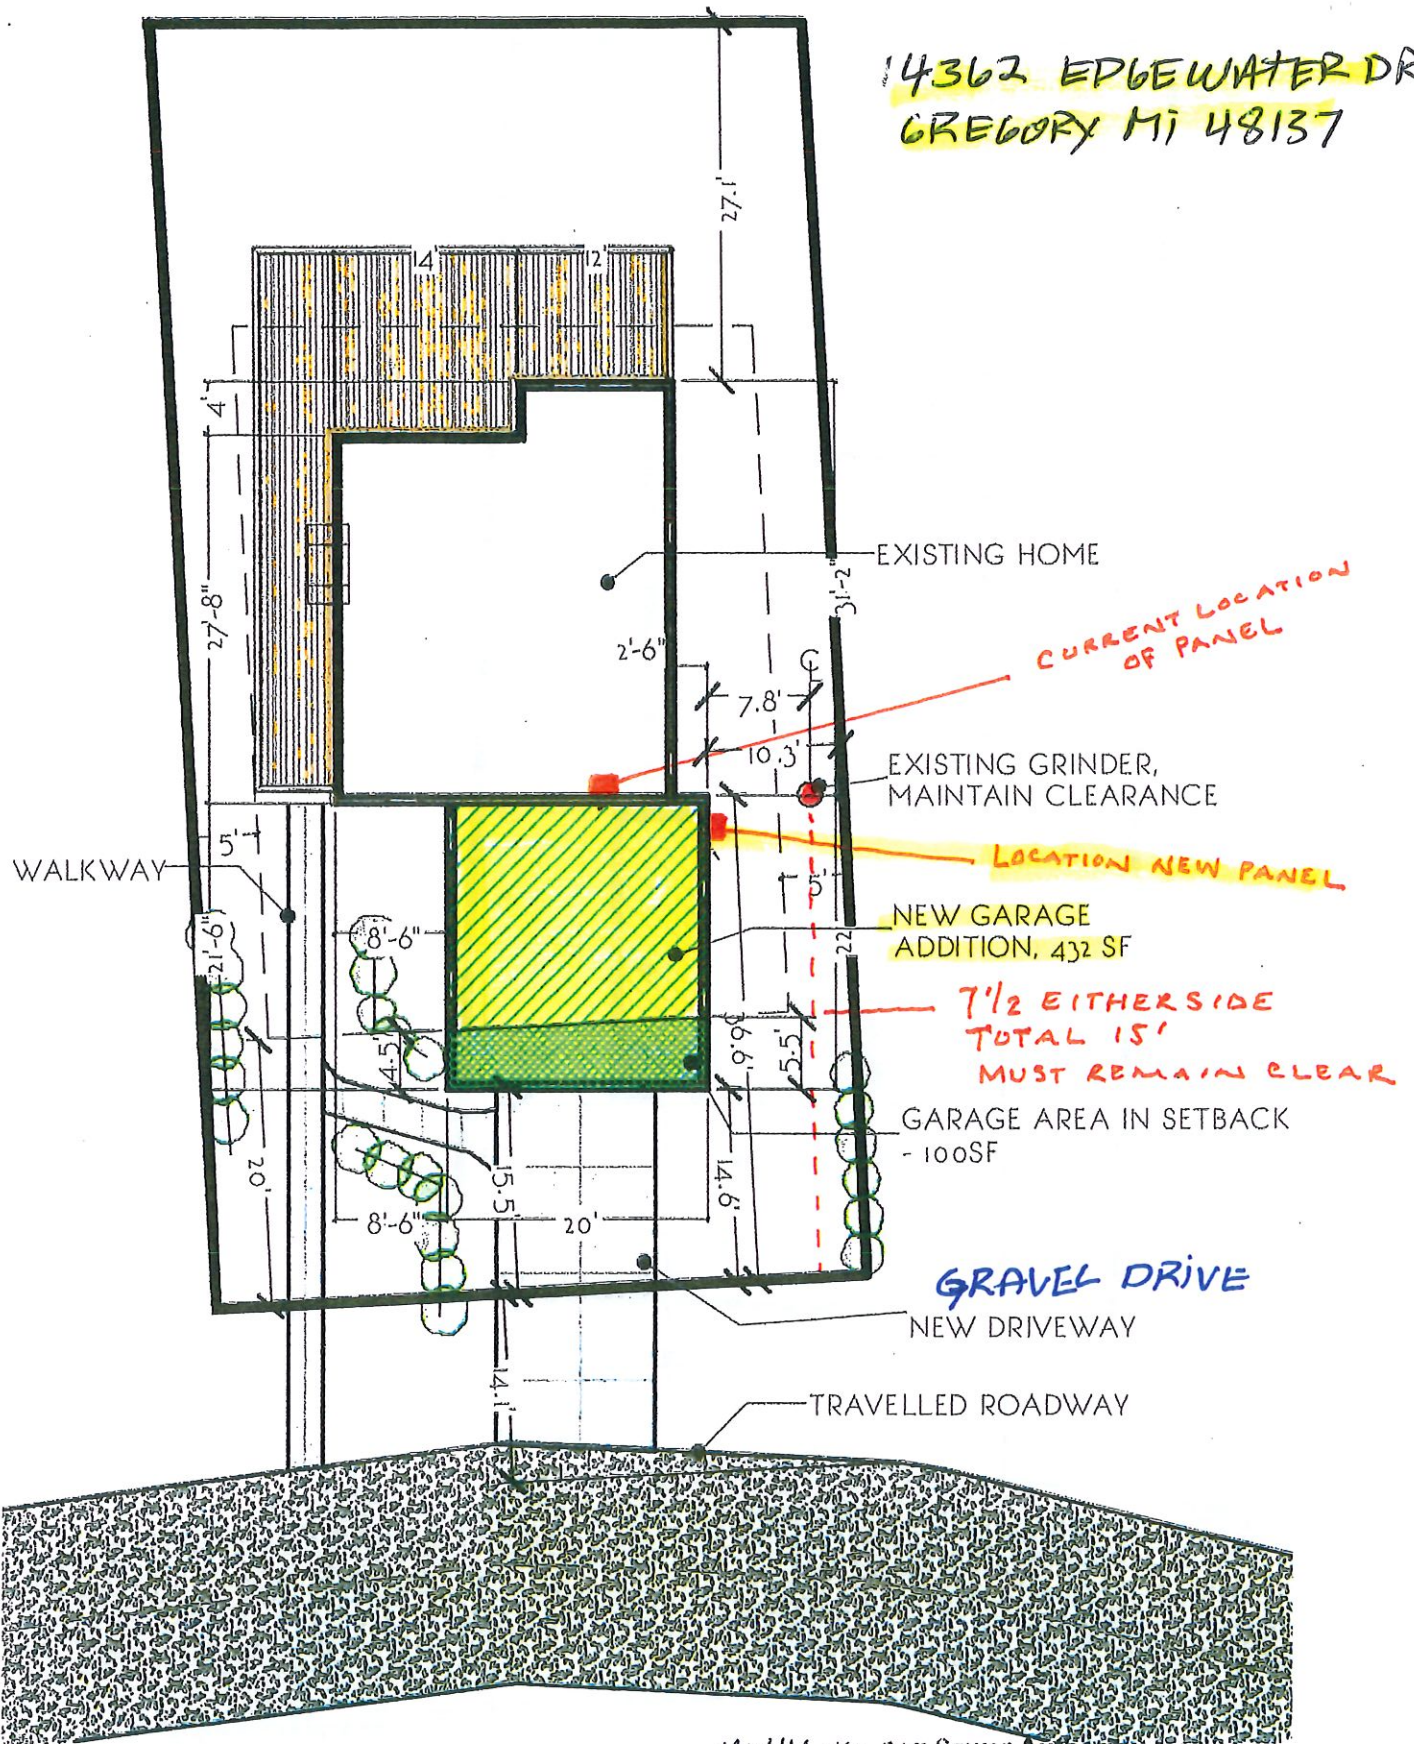 14362 EDGEWATER DR
GREGORY Mi 48137
27.1'
14'
12'
4'
EXISTING HOME
27'-8"
31'-2"
CURRENT LOCATION
OF PANEL
2'-6"
7.8'
10.3'
EXISTING GRINDER,
MAINTAIN CLEARANCE
5'
WALKWAY
LOCATION NEW PANEL
5'
NEW GARAGE
ADDITION, 432 SF
8'-6"
21'-6"
22'
7 1/2 EITHER SIDE
TOTAL 15'
MUST REMAIN CLEAR
4.5'
5.5'
GARAGE AREA IN SETBACK
- 100SF
20'
15.5'
14.6'
8'-6"
20'
GRAVEL DRIVE
NEW DRIVEWAY
14.1'
TRAVELLED ROADWAY